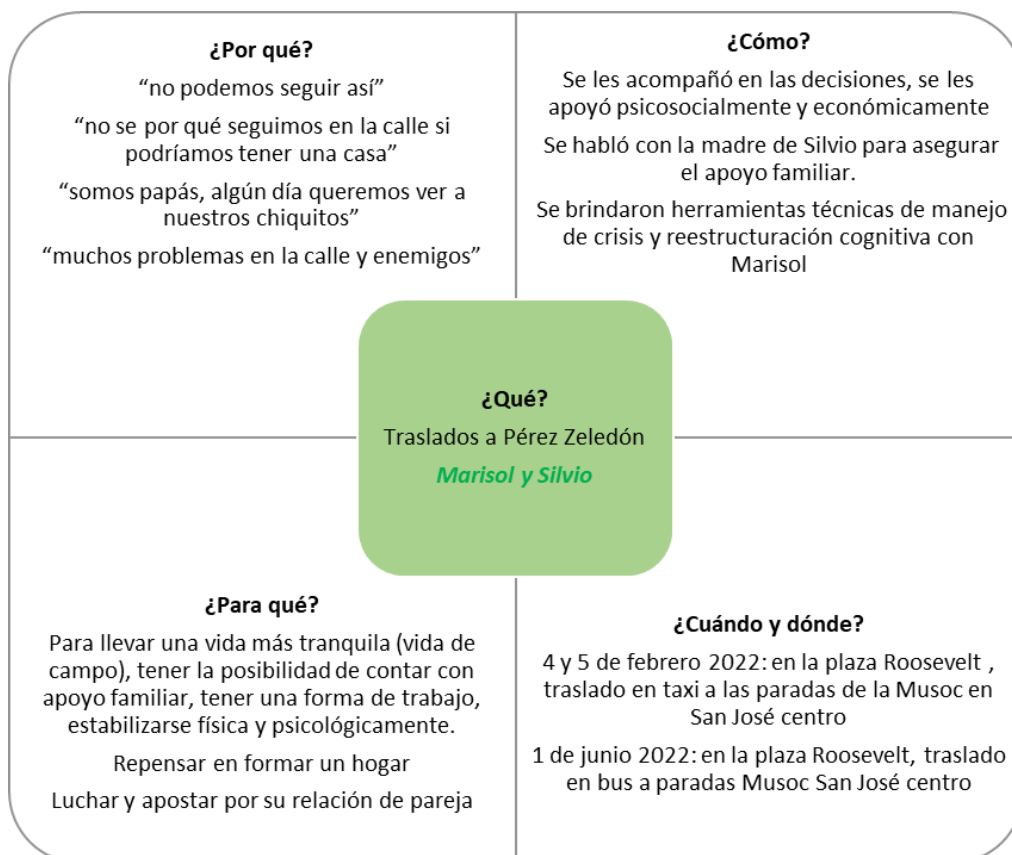 ¿Por qué?
“no podemos seguir así”
“no se por qué seguimos en la calle si
podríamos tener una casa”
“somos papás, algún día queremos ver a
nuestros chiquitos”
“muchos problemas en la calle y enemigos”
¿Cómo?
Se les acompañó en las decisiones, se les
apoyó psicosocialmente y económicamente
Se habló con la madre de Silvio para asegurar
el apoyo familiar.
Se brindaron herramientas técnicas de manejo
de crisis y reestructuración cognitiva con
Marisol
¿Qué?
Traslados a Pérez Zeledón
Marisol y Silvio
¿Para qué?
Para llevar una vida más tranquila (vida de
campo), tener la posibilidad de contar con
apoyo familiar, tener una forma de trabajo,
estabilizarse física y psicológicamente.
Repensar en formar un hogar
Luchar y apostar por su relación de pareja
¿Cuándo y dónde?
4 y 5 de febrero 2022: en la plaza Roosevelt ,
traslado en taxi a las paradas de la Musoc en
San José centro
1 de junio 2022: en la plaza Roosevelt, traslado
en bus a paradas Musoc San José centro